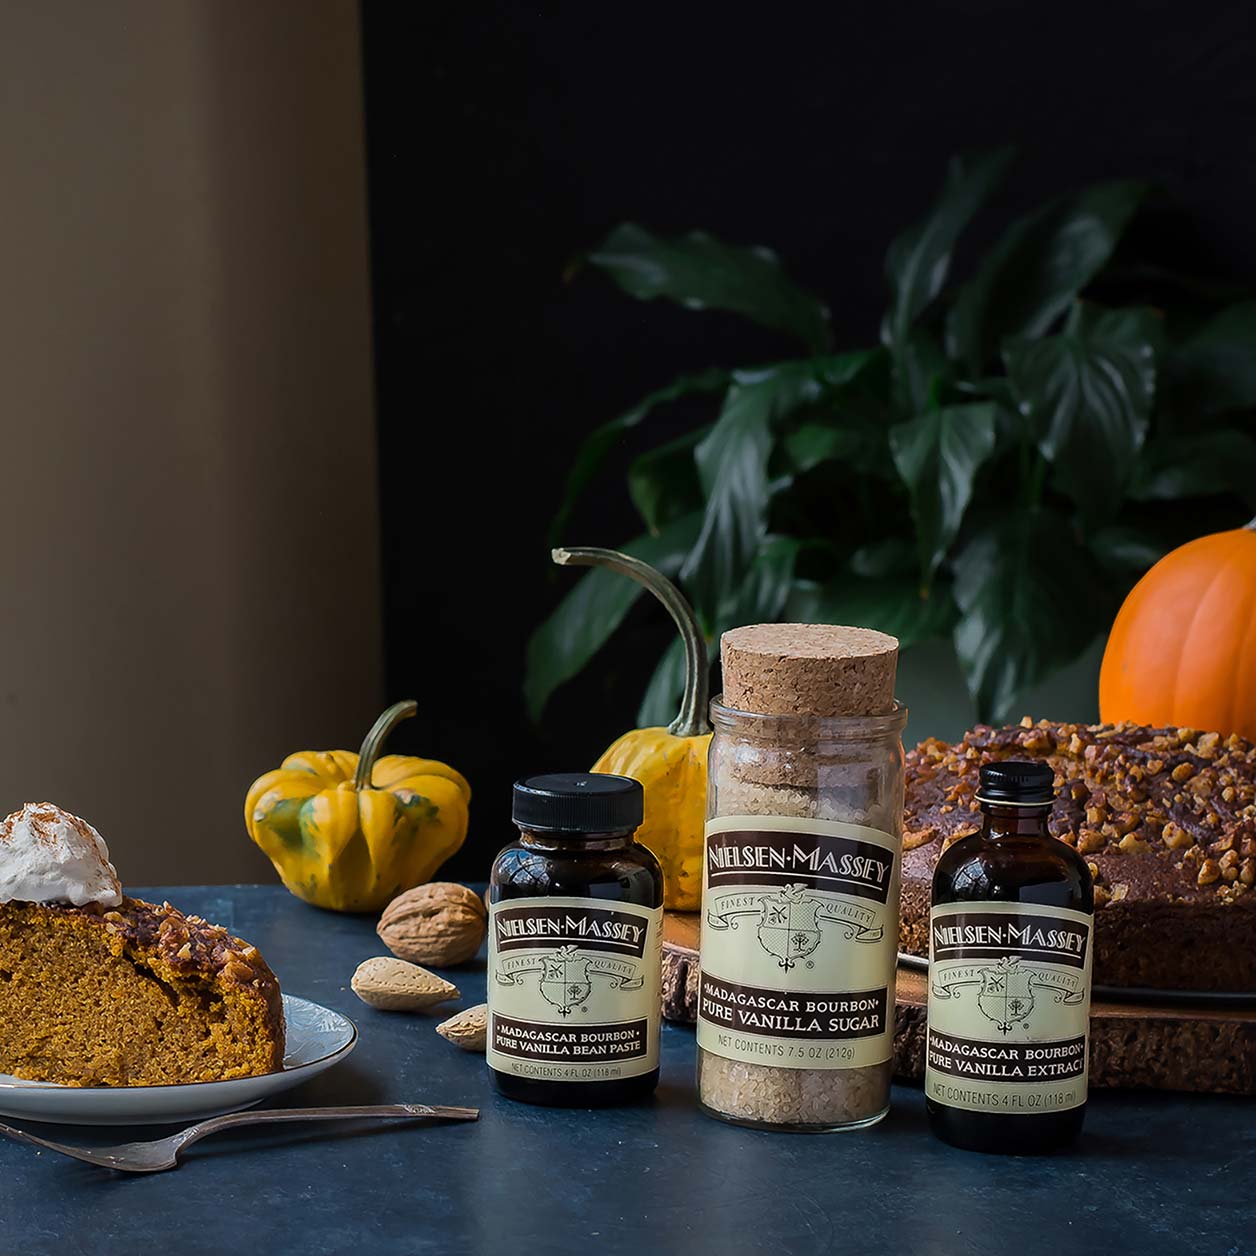 NIELSEN·MASSEY
FINEST QUALITY
·MADAGASCAR BOURBON·
PURE VANILLA BEAN PASTE
NET CONTENTS 4 FL OZ (118 ml)
NIELSEN·MASSEY
FINEST QUALITY
®
·MADAGASCAR BOURBON·
PURE VANILLA SUGAR
NET CONTENTS 7.5 OZ (212g)
NIELSEN·MASSEY
FINEST QUALITY
®
·MADAGASCAR BOURBON·
PURE VANILLA EXTRACT
NET CONTENTS 4 FL OZ (118 ml)